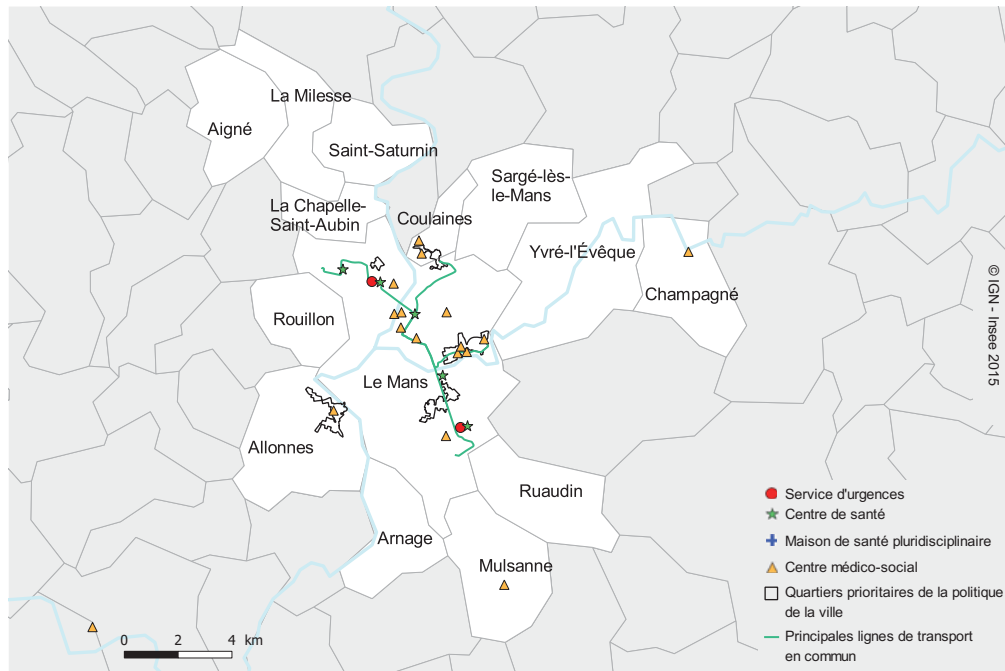 La Milesse
Aigné
Saint-Saturnin
Sargé-lès-
le-Mans
La Chapelle-
Saint-Aubin
Coulaines
Yvré-l'Évêque
Champagné
Rouillon
Le Mans
Allonnes
Ruaudin
Arnage
Mulsanne
© IGN - Insee 2015
Service d'urgences
Centre de santé
Maison de santé pluridisciplinaire
Centre médico-social
Quartiers prioritaires de la politique
de la ville
Principales lignes de transport
en commun
0 2 4 km